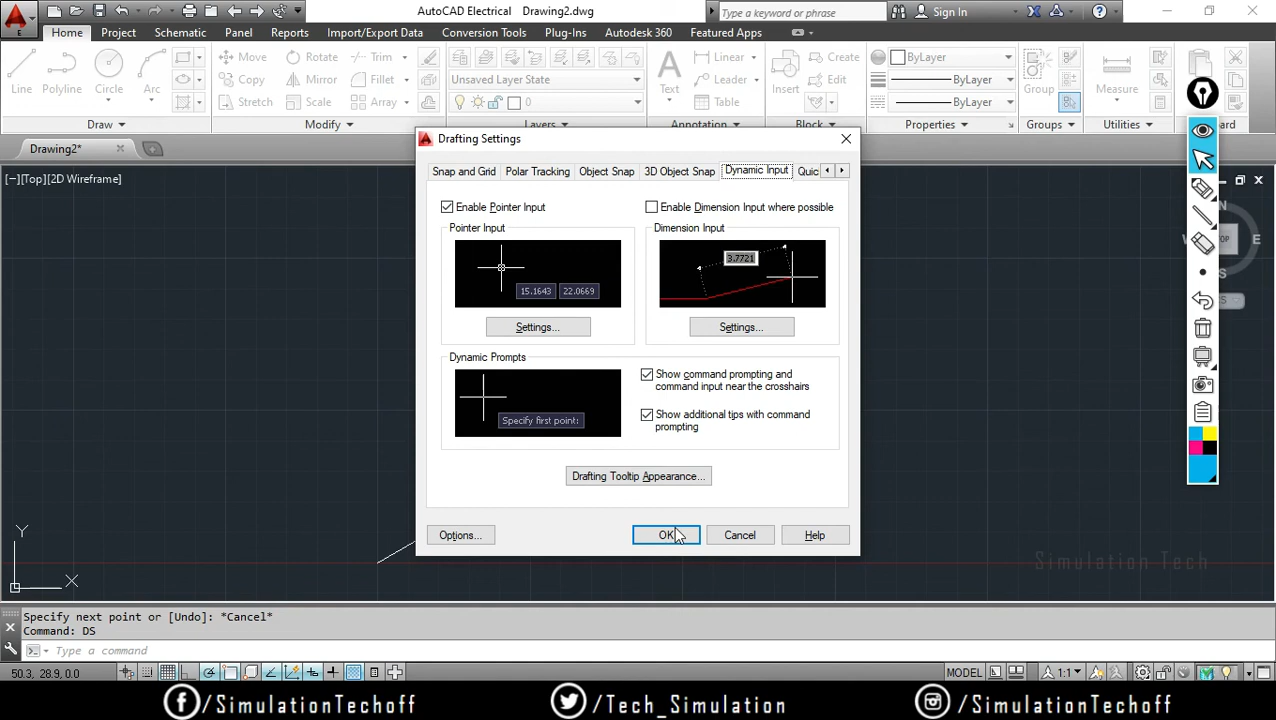 AutoCAD Electrical Drawing2.dwg
Type a keyword or phrase
Sign In
E
Home Project Schematic Panel Reports Import/Export Data Conversion Tools Plug-Ins Autodesk 360 Featured Apps
Line
Polyline
Circle
Arc
Move
Rotate
Trim
Copy
Mirror
Fillet
Stretch
Scale
Array
Unsaved Layer State
0
Text
Linear
Leader
Table
Insert
Create
Edit
ByLayer
ByLayer
ByLayer
Group
Measure
Draw
Modify
Layers
Annotation
Block
Properties
Groups
Utilities
board
Drawing2*
[−][Top][2D Wireframe]
Drafting Settings
Snap and Grid Polar Tracking Object Snap 3D Object Snap Dynamic Input Quic
Enable Pointer Input
Enable Dimension Input where possible
Pointer Input
Dimension Input
3.7721
15.1643 22.0669
Settings...
Settings...
Dynamic Prompts
Specify first point:
Show command prompting and
command input near the crosshairs
Show additional tips with command
prompting
Drafting Tooltip Appearance...
Options...
OK
Cancel
Help
N
W
TOP
S
Y
X
Simulation Tech
Specify next point or [Undo]: *Cancel*
Command: DS
Type a command
50.3, 28.9, 0.0
MODEL
1:1
/SimulationTechoff
/Tech_Simulation
/SimulationTechoff